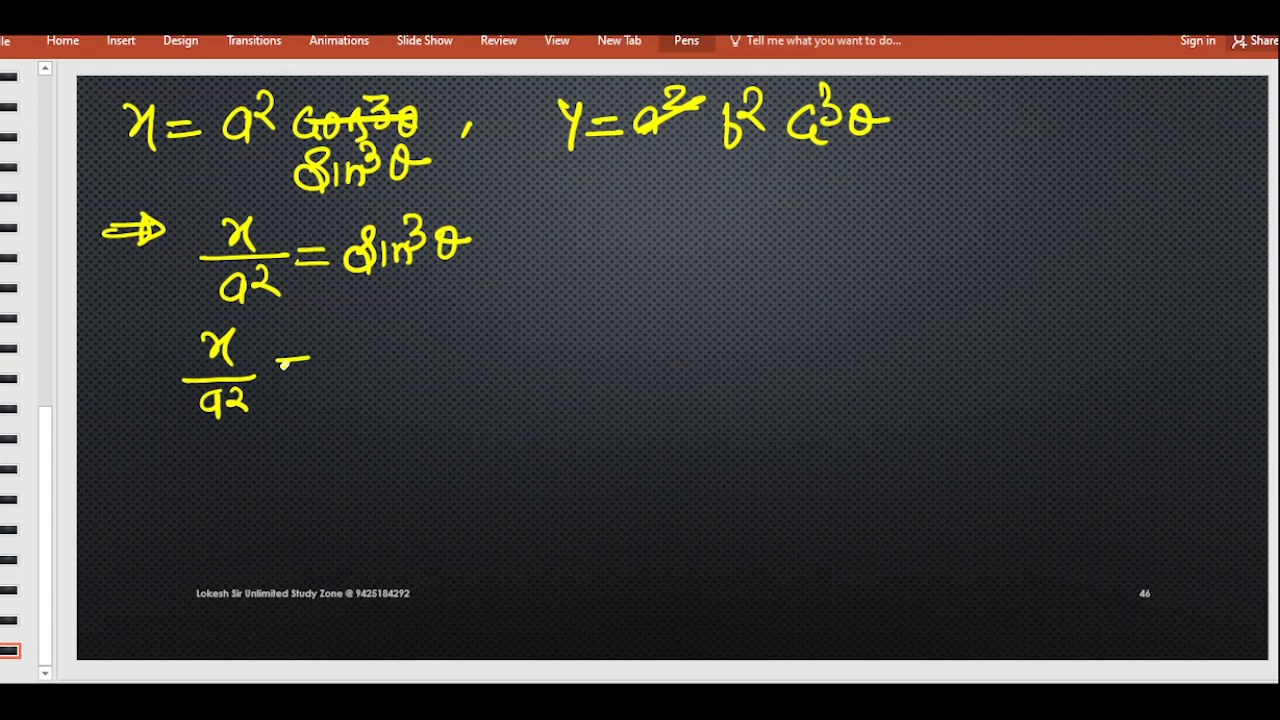 Home Insert Design Transitions Animations Slide Show Review View New Tab Pens Tell me what you want to do... Sign in Share
x = a² cos³θ , y = a² b² c³θ
sin³θ
⇒ x/a² = sin³θ
x/a² =
Lokesh Sir Unlimited Study Zone @ 9425184292 46